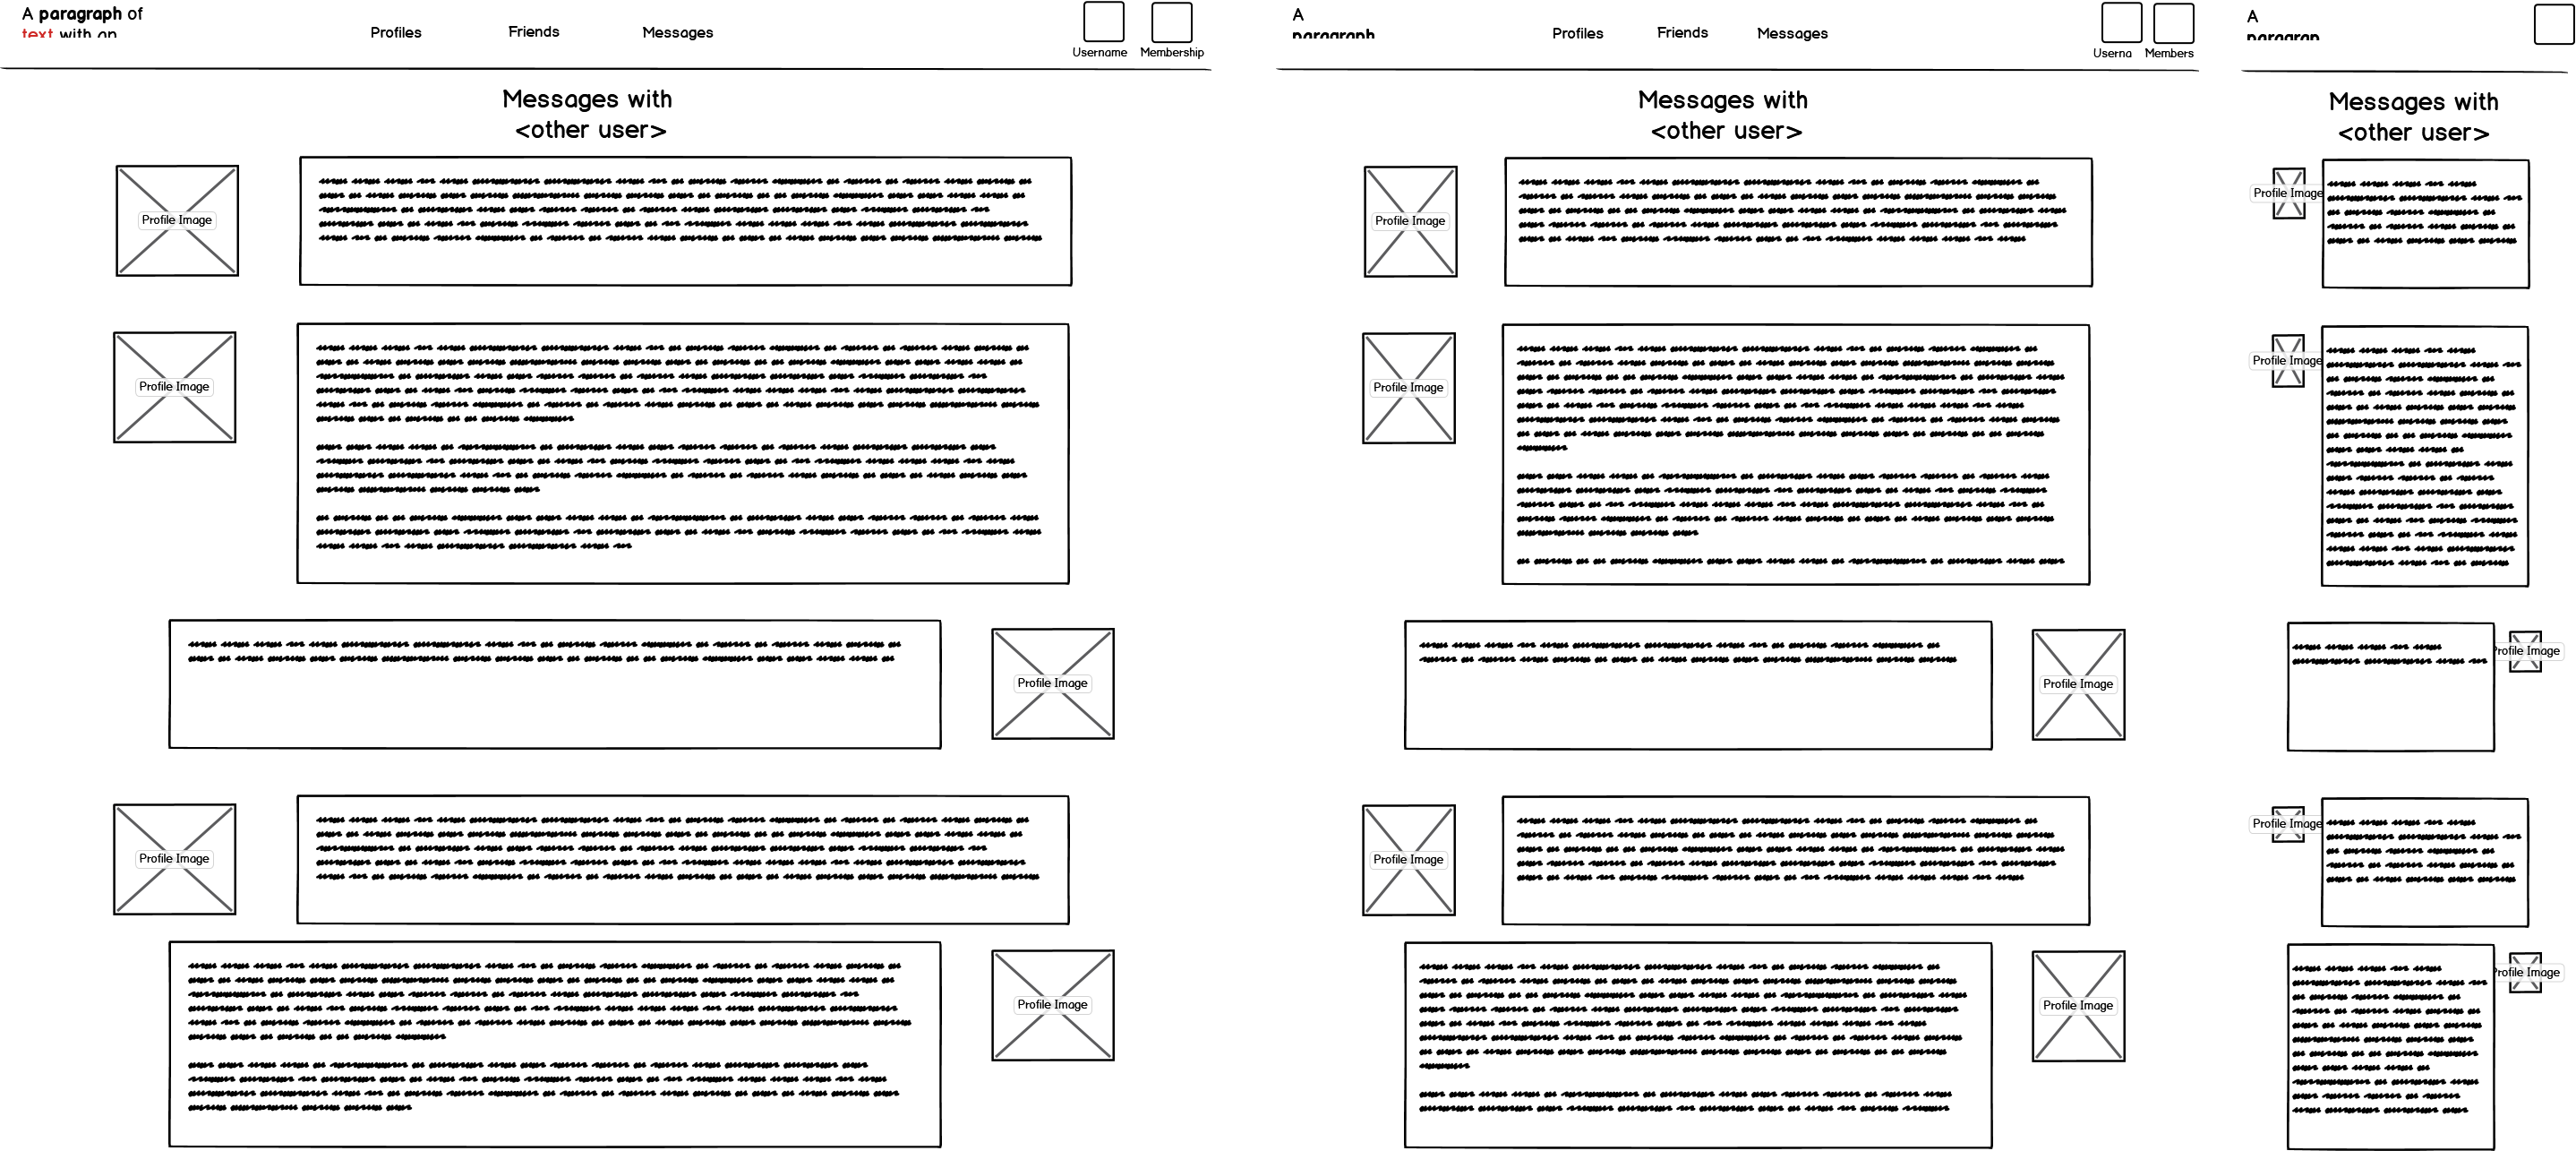 A paragraph of
text with an
Profiles
Friends
Messages
Username
Membership
Messages with
<other user>
Profile Image
Profile Image
Profile Image
Profile Image
Profile Image
A
paragraph
Profiles
Friends
Messages
Userna
Members
Messages with
<other user>
Profile Image
Profile Image
Profile Image
Profile Image
Profile Image
A
paragrap
Messages with
<other user>
Profile Image
Profile Image
Profile Image
Profile Image
Profile Image